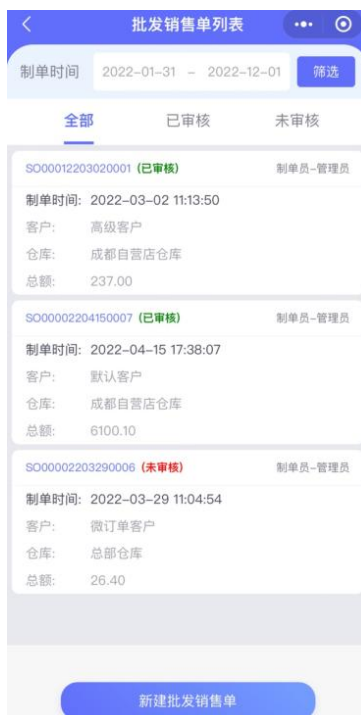 批发销售单列表
制单时间 2022-01-31 - 2022-12-01 筛选
全部 已审核 未审核
SO00012203020001 (已审核) 制单员-管理员
制单时间: 2022-03-02 11:13:50
客户: 高级客户
仓库: 成都自营店仓库
总额: 237.00
SO00002204150007 (已审核) 制单员-管理员
制单时间: 2022-04-15 17:38:07
客户: 默认客户
仓库: 成都自营店仓库
总额: 6100.10
SO00002203290006 (未审核) 制单员-管理员
制单时间: 2022-03-29 11:04:54
客户: 微订单客户
仓库: 总部仓库
总额: 26.40
新建批发销售单